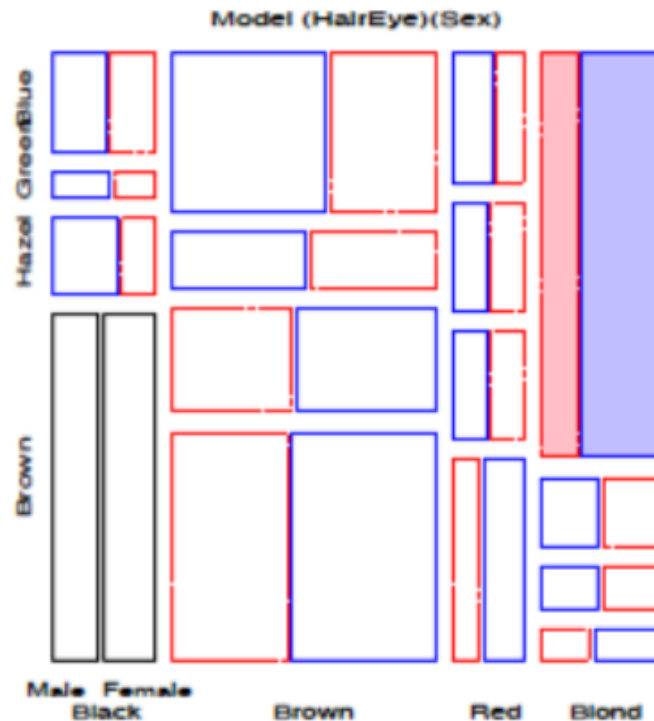 Model (HairEye)(Sex)
Blue
Green
Hazel
Brown
Male Female
Black Brown Red Blond